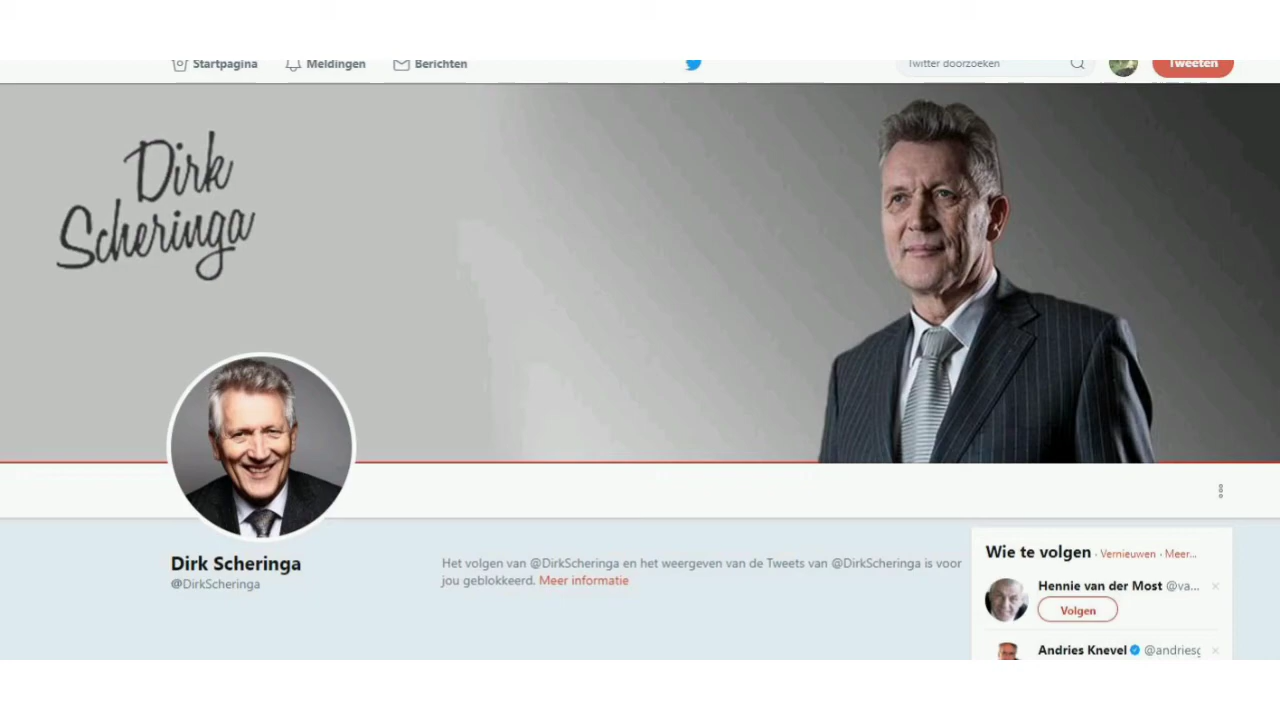 Startpagina Meldingen Berichten Twitter doorzoeken Tweeten
Dirk
Scheringa
Dirk Scheringa
@DirkScheringa
Het volgen van @DirkScheringa en het weergeven van de Tweets van @DirkScheringa is voor
jou geblokkeerd. Meer informatie
Wie te volgen · Vernieuwen · Meer...
Hennie van der Most @va...
Volgen
Andries Knevel @andriesg